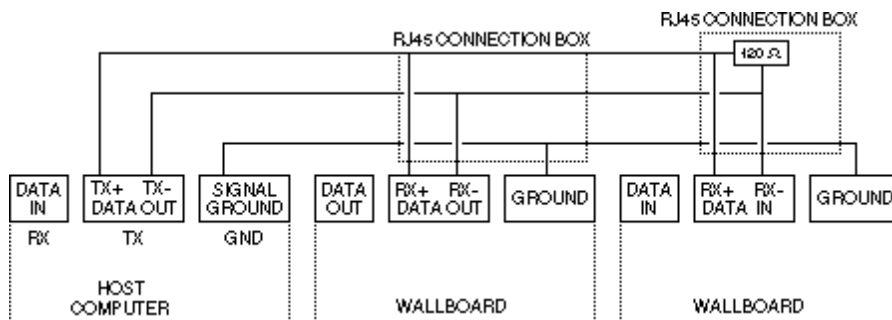 RJ45 CONNECTION BOX
RJ45 CONNECTION BOX
120 Ω
DATA IN
TX+ TX-
DATA OUT
SIGNAL GROUND
DATA OUT
RX+ RX-
DATA OUT
GROUND
DATA IN
RX+ RX-
DATA IN
GROUND
RX
TX
GND
HOST
COMPUTER
WALLBOARD
WALLBOARD